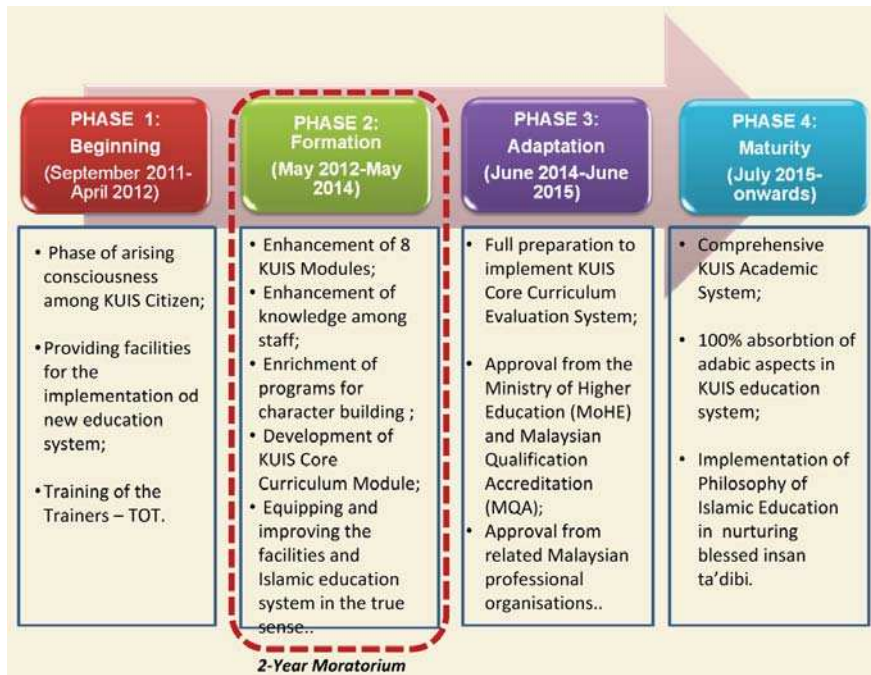 PHASE 1:
Beginning
(September 2011-
April 2012)
• Phase of arising
consciousness
among KUIS Citizen;
•Providing facilities
for the
implementation od
new education
system;
•Training of the
Trainers – TOT.
PHASE 2:
Formation
(May 2012-May
2014)
• Enhancement of 8
KUIS Modules;
• Enhancement of
knowledge among
staff;
• Enrichment of
programs for
character building ;
• Development of
KUIS Core
Curriculum Module;
• Equipping and
improving the
facilities and
Islamic education
system in the true
sense..
2-Year Moratorium
PHASE 3:
Adaptation
(June 2014-June
2015)
• Full preparation to
implement KUIS
Core Curriculum
Evaluation System;
• Approval from the
Ministry of Higher
Education (MoHE)
and Malaysian
Qualification
Accreditation
(MQA);
• Approval from
related Malaysian
professional
organisations..
PHASE 4:
Maturity
(July 2015-
onwards)
• Comprehensive
KUIS Academic
System;
• 100% absorbtion of
adabic aspects in
KUIS education
system;
• Implementation of
Philosophy of
Islamic Education
in nurturing
blessed insan
ta’dibi.